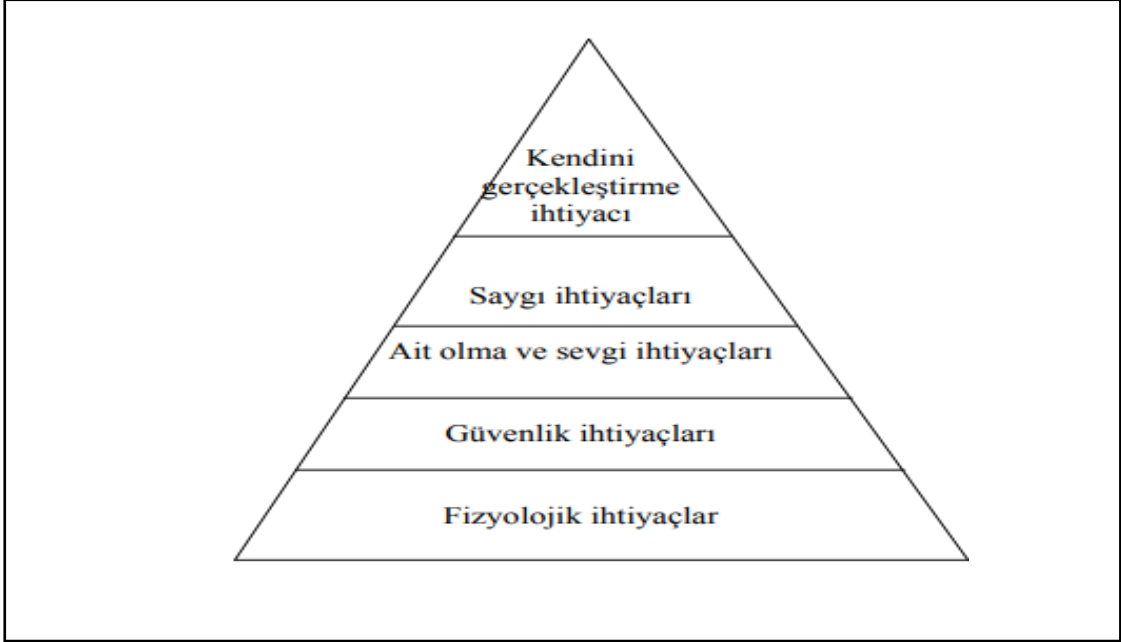 Kendini
gerçekleştirme
ihtiyacı
Saygı ihtiyaçları
Ait olma ve sevgi ihtiyaçları
Güvenlik ihtiyaçları
Fizyolojik ihtiyaçlar